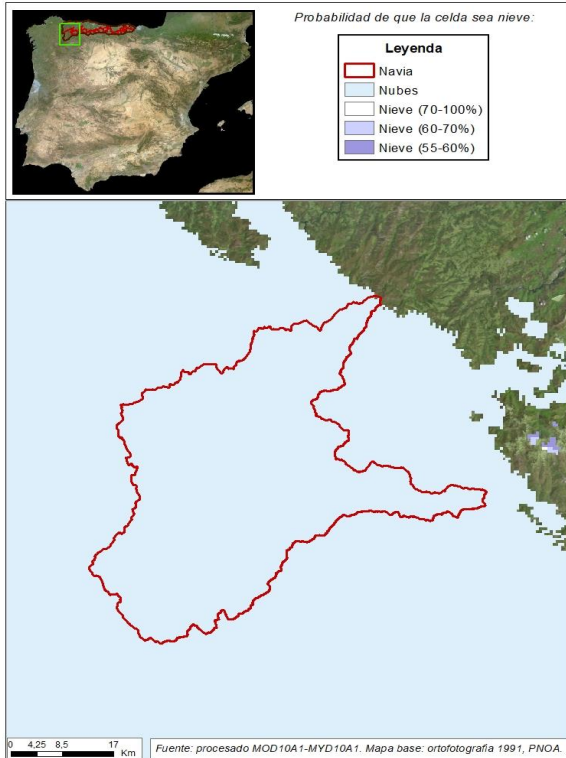 Probabilidad de que la celda sea nieve:
Leyenda
Navia
Nubes
Nieve (70-100%)
Nieve (60-70%)
Nieve (55-60%)
0 4,25 8,5 17
Km
Fuente: procesado MOD10A1-MYD10A1. Mapa base: ortofotografia 1991, PNOA.